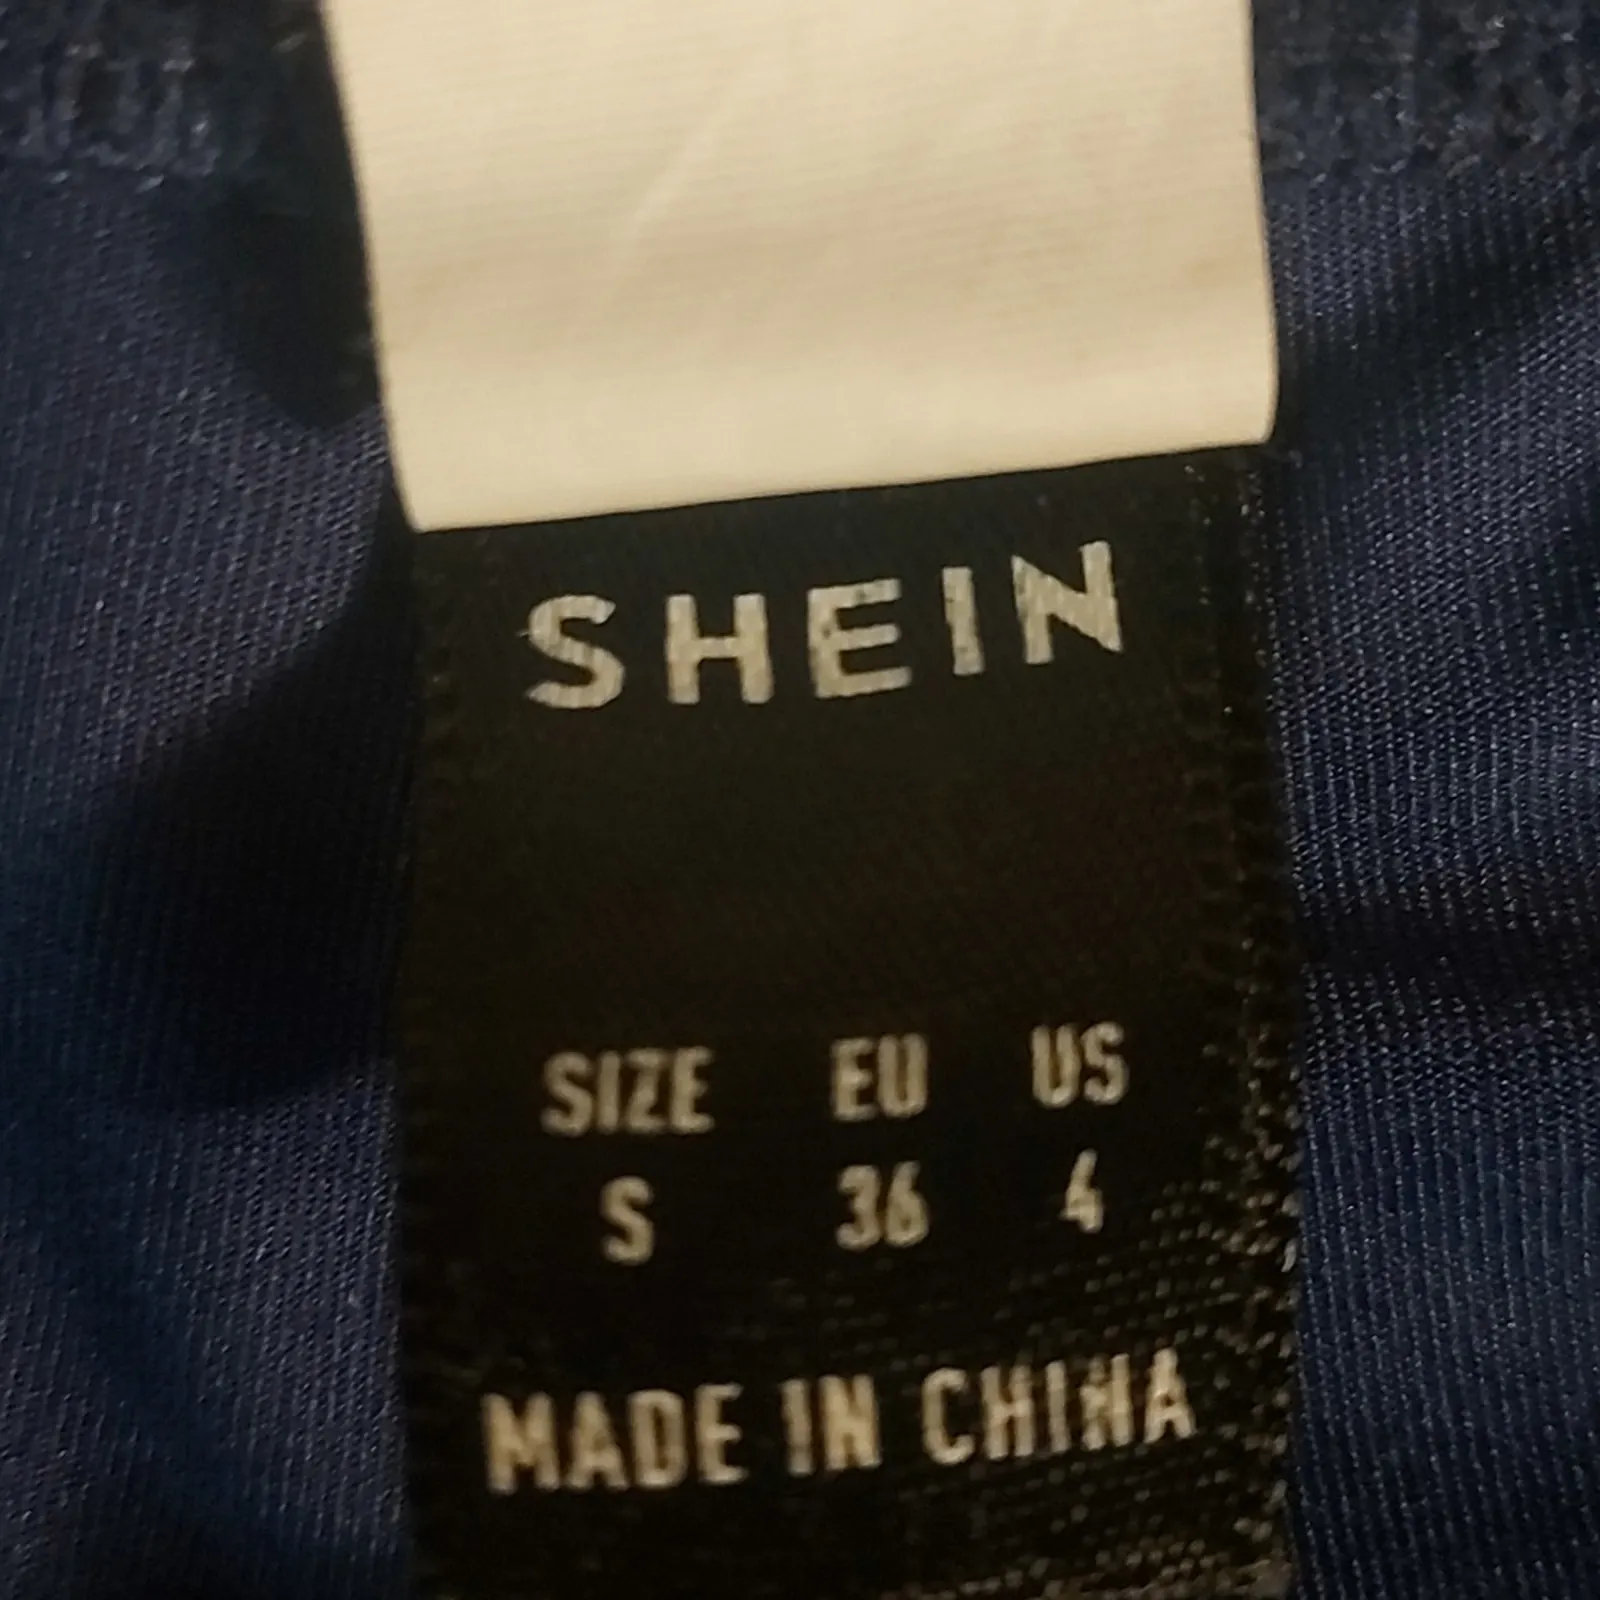 SHEIN
SIZE EU US
S 36 4
MADE IN CHINA